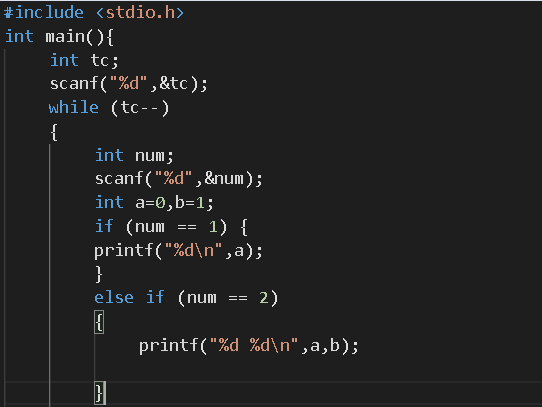 #include <stdio.h>
int main(){
int tc;
scanf("%d",&tc);
while (tc--)
{
int num;
scanf("%d",&num);
int a=0,b=1;
if (num == 1) {
printf("%d\n",a);
}
else if (num == 2)
{
printf("%d %d\n",a,b);
}